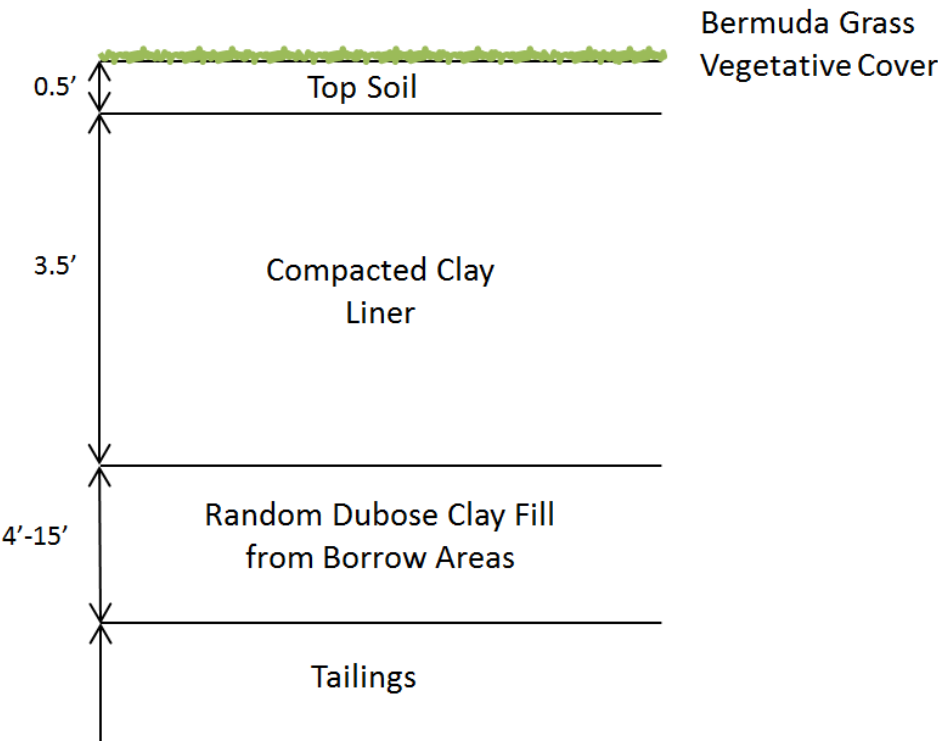 Bermuda Grass
Vegetative Cover
0.5’
Top Soil
3.5’
Compacted Clay
Liner
4’-15’
Random Dubose Clay Fill
from Borrow Areas
Tailings